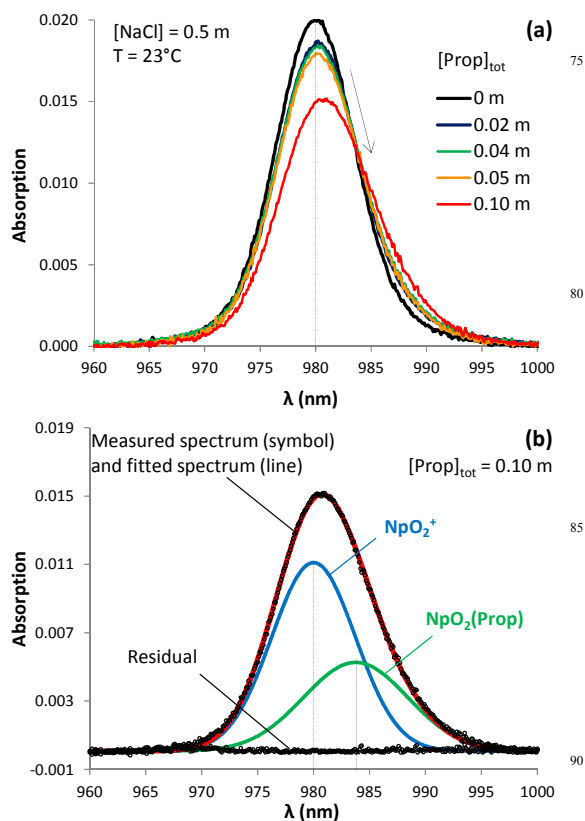 [NaCl] = 0.5 m
T = 23°C
(a)
[Prop]tot
0 m
0.02 m
0.04 m
0.05 m
0.10 m
Absorption
0.020
0.015
0.010
0.005
0.000
960 965 970 975 980 985 990 995 1000
λ (nm)
75
80
(b)
Measured spectrum (symbol)
and fitted spectrum (line)
[Prop]tot = 0.10 m
NpO2+
NpO2(Prop)
Residual
Absorption
0.019
0.015
0.011
0.007
0.003
-0.001
960 965 970 975 980 985 990 995 1000
λ (nm)
85
90